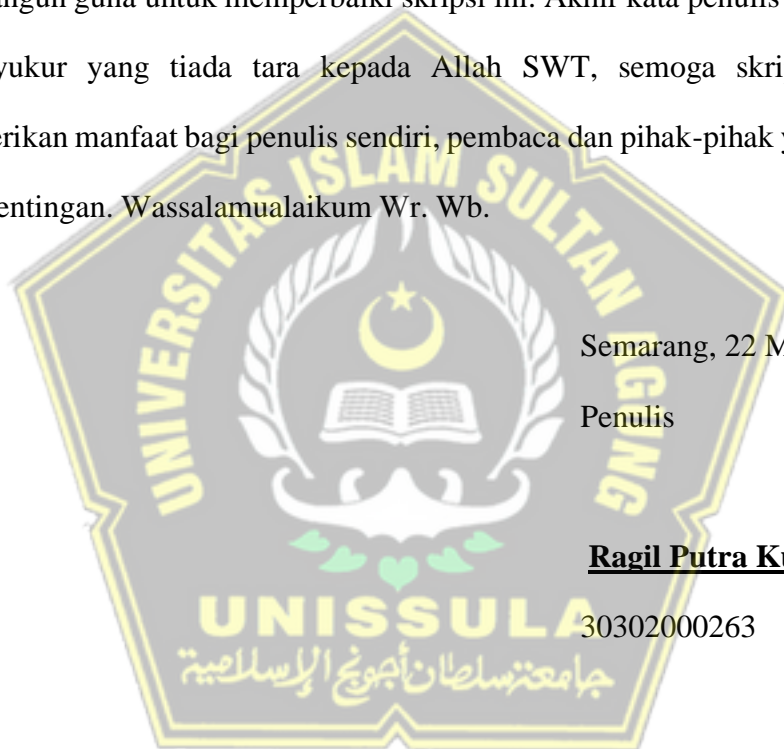 angun guna untuk memperbaiki skripsi ini. Akhir kata penulis
yukur yang tiada tara kepada Allah SWT, semoga skri
erikan manfaat bagi penulis sendiri, pembaca dan pihak-pihak y
entingan. Wassalamualaikum Wr. Wb.
UNIVERSITAS ISLAM SULTAN AGUNG
Semarang, 22 M
Penulis
Ragil Putra Ku
30302000263
UNISSULA
جامعة سلطان أجونج الإسلامية